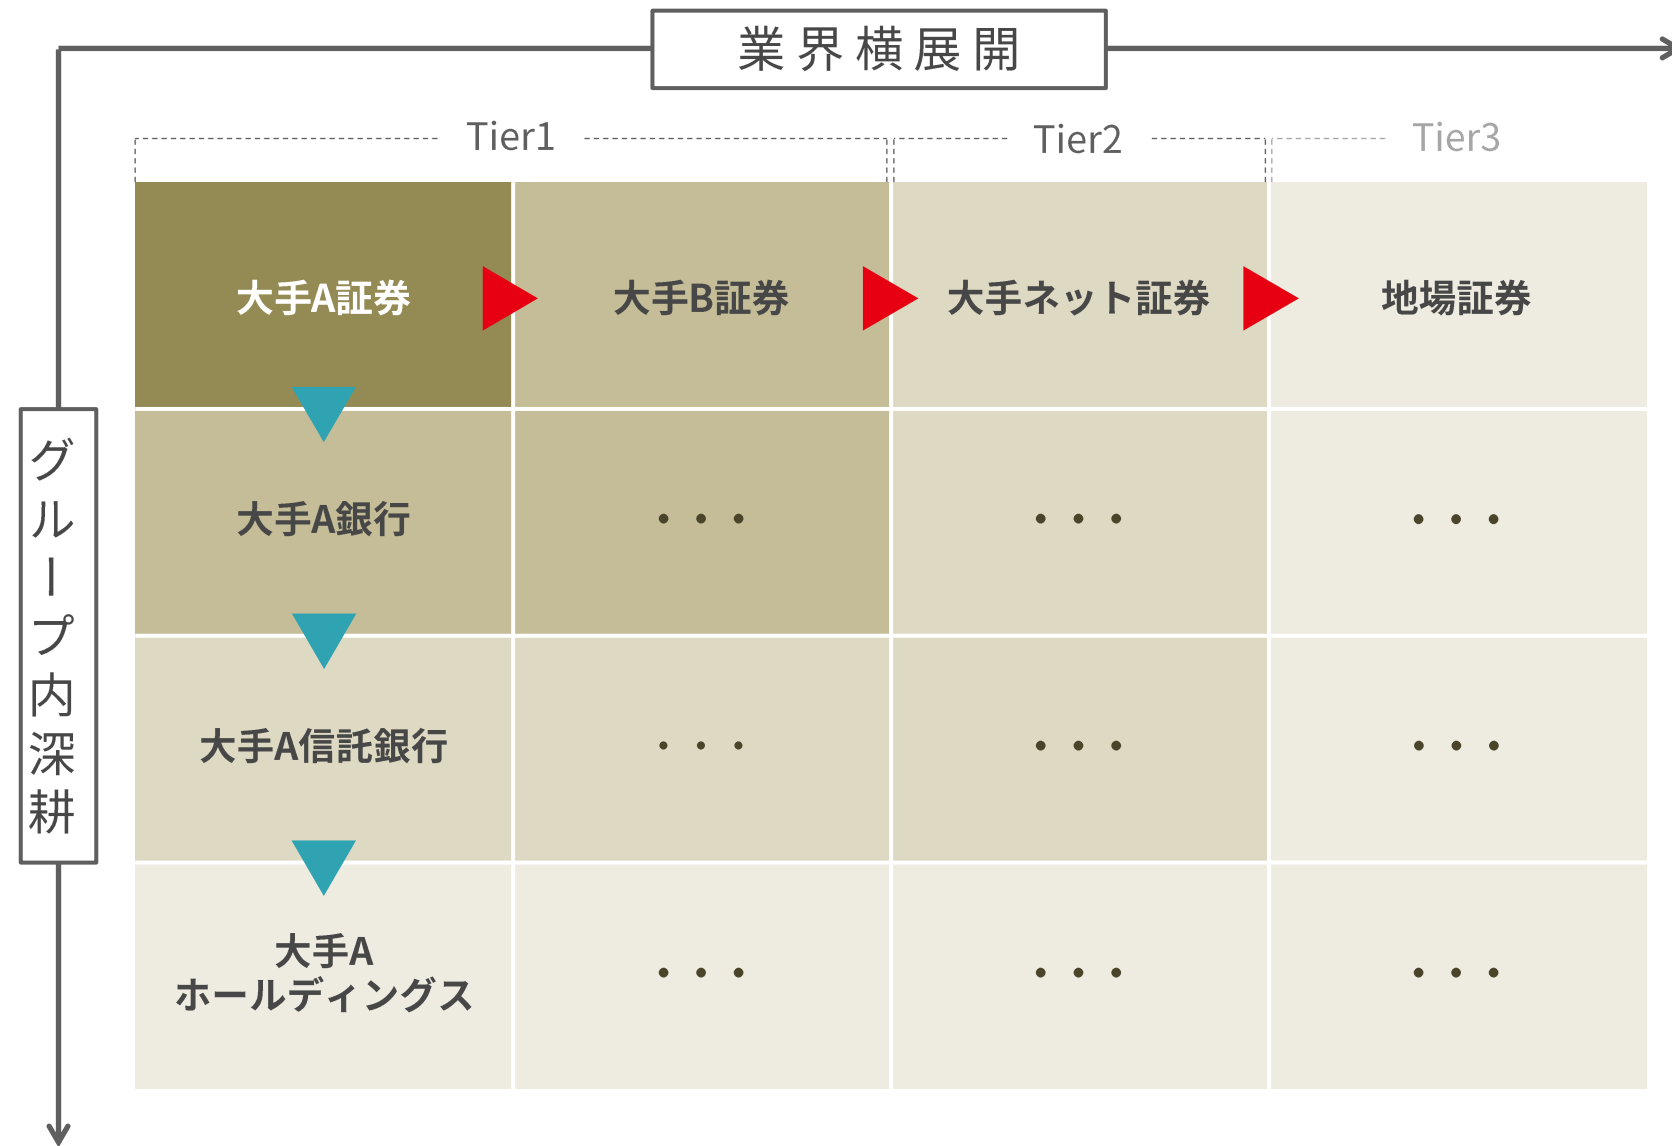 業界横展開
Tier1
Tier2
Tier3
グループ内深耕
大手A証券
大手B証券
大手ネット証券
地場証券
大手A銀行
・・・
・・・
・・・
大手A信託銀行
・・・
・・・
・・・
大手A
ホールディングス
・・・
・・・
・・・